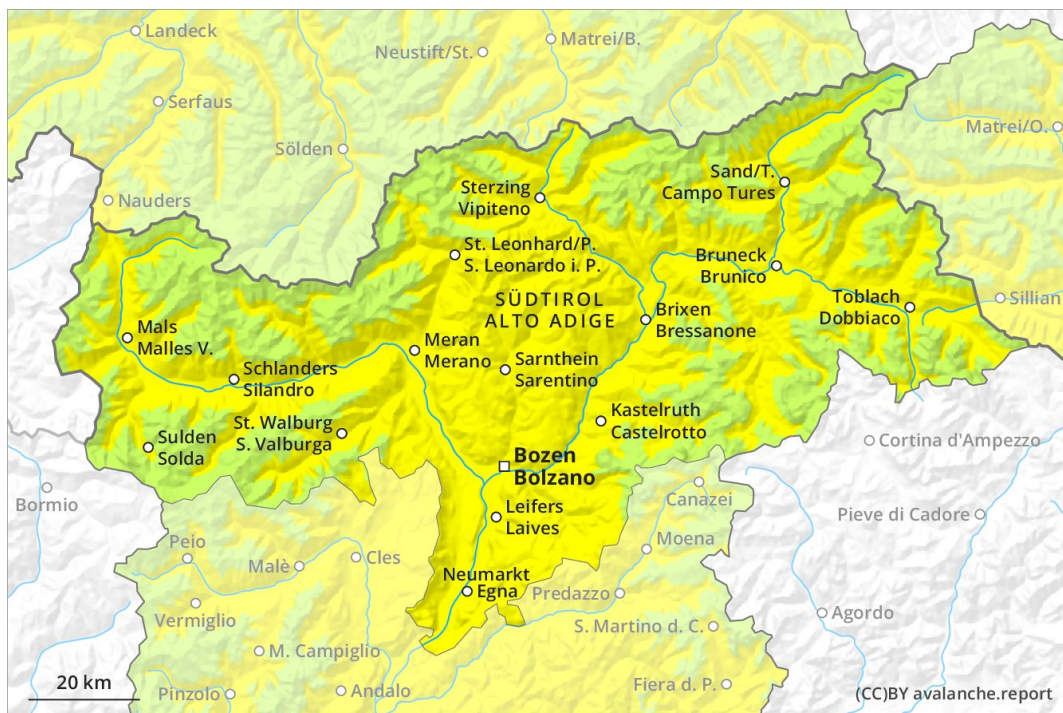 Landeck
Matrei/B.
Neustift/St.
Serfaus
Matrei/O.
Sölden
Sand/T.
Campo Tures
Sterzing
Vipiteno
Nauders
St. Leonhard/P.
S. Leonardo i. P.
Bruneck
Brunico
SÜDTIROL
ALTO ADIGE
Toblach
Dobbiaco
Sillian
Brixen
Bressanone
Mals
Malles V.
Meran
Merano
Schlanders
Silandro
Sarnthein
Sarentino
St. Walburg
S. Valburga
Kastelruth
Castelrotto
Sulden
Solda
Cortina d'Ampezzo
Bozen
Bolzano
Bormio
Canazei
Leifers
Laives
Pieve di Cadore
Moena
Peio
Malè
Cles
Neumarkt
Egna
Predazzo
Vermiglio
Agordo
S. Martino d. C.
M. Campiglio
20 km
Pinzolo
Andalo
Fiera d. P.
(CC)BY avalanche.report